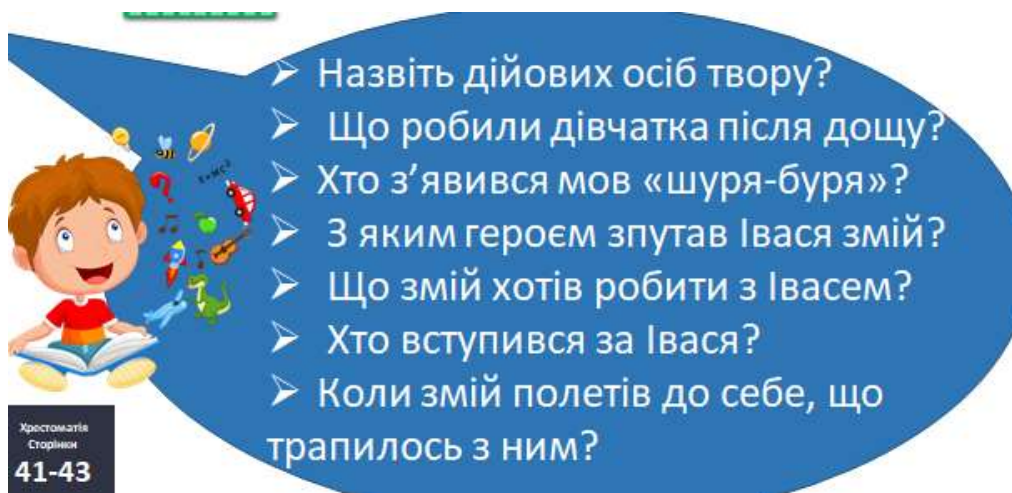 ➢ Назвіть дійових осіб твору?
➢ Що робили дівчатка після дощу?
➢ Хто з’явився мов «шуря-буря»?
➢ З яким героєм зпутав Івася змій?
➢ Що змій хотів робити з Івасем?
➢ Хто вступився за Івася?
➢ Коли змій полетів до себе, що
трапилось з ним?
Хрестоматія
Сторінки
41-43